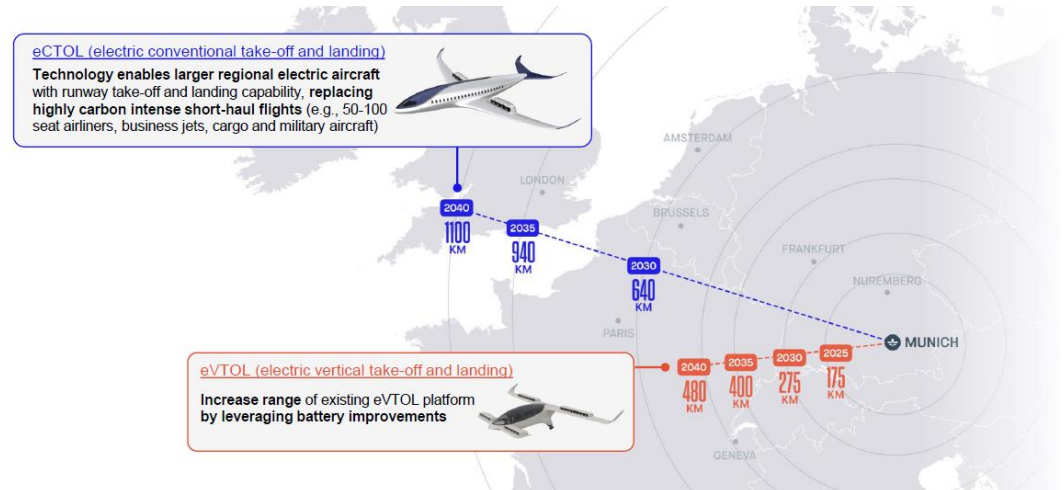 eCTOL (electric conventional take-off and landing)
Technology enables larger regional electric aircraft
with runway take-off and landing capability, replacing
highly carbon intense short-haul flights (e.g., 50-100
seat airliners, business jets, cargo and military aircraft)
AMSTERDAM
LONDON
BRUSSELS
FRANKFURT
NUREMBERG
PARIS
MUNICH
GENEVA
2040
1100
KM
2035
940
KM
2030
640
KM
eVTOL (electric vertical take-off and landing)
Increase range of existing eVTOL platform
by leveraging battery improvements
2040
480
KM
2035
400
KM
2030
275
KM
2025
175
KM